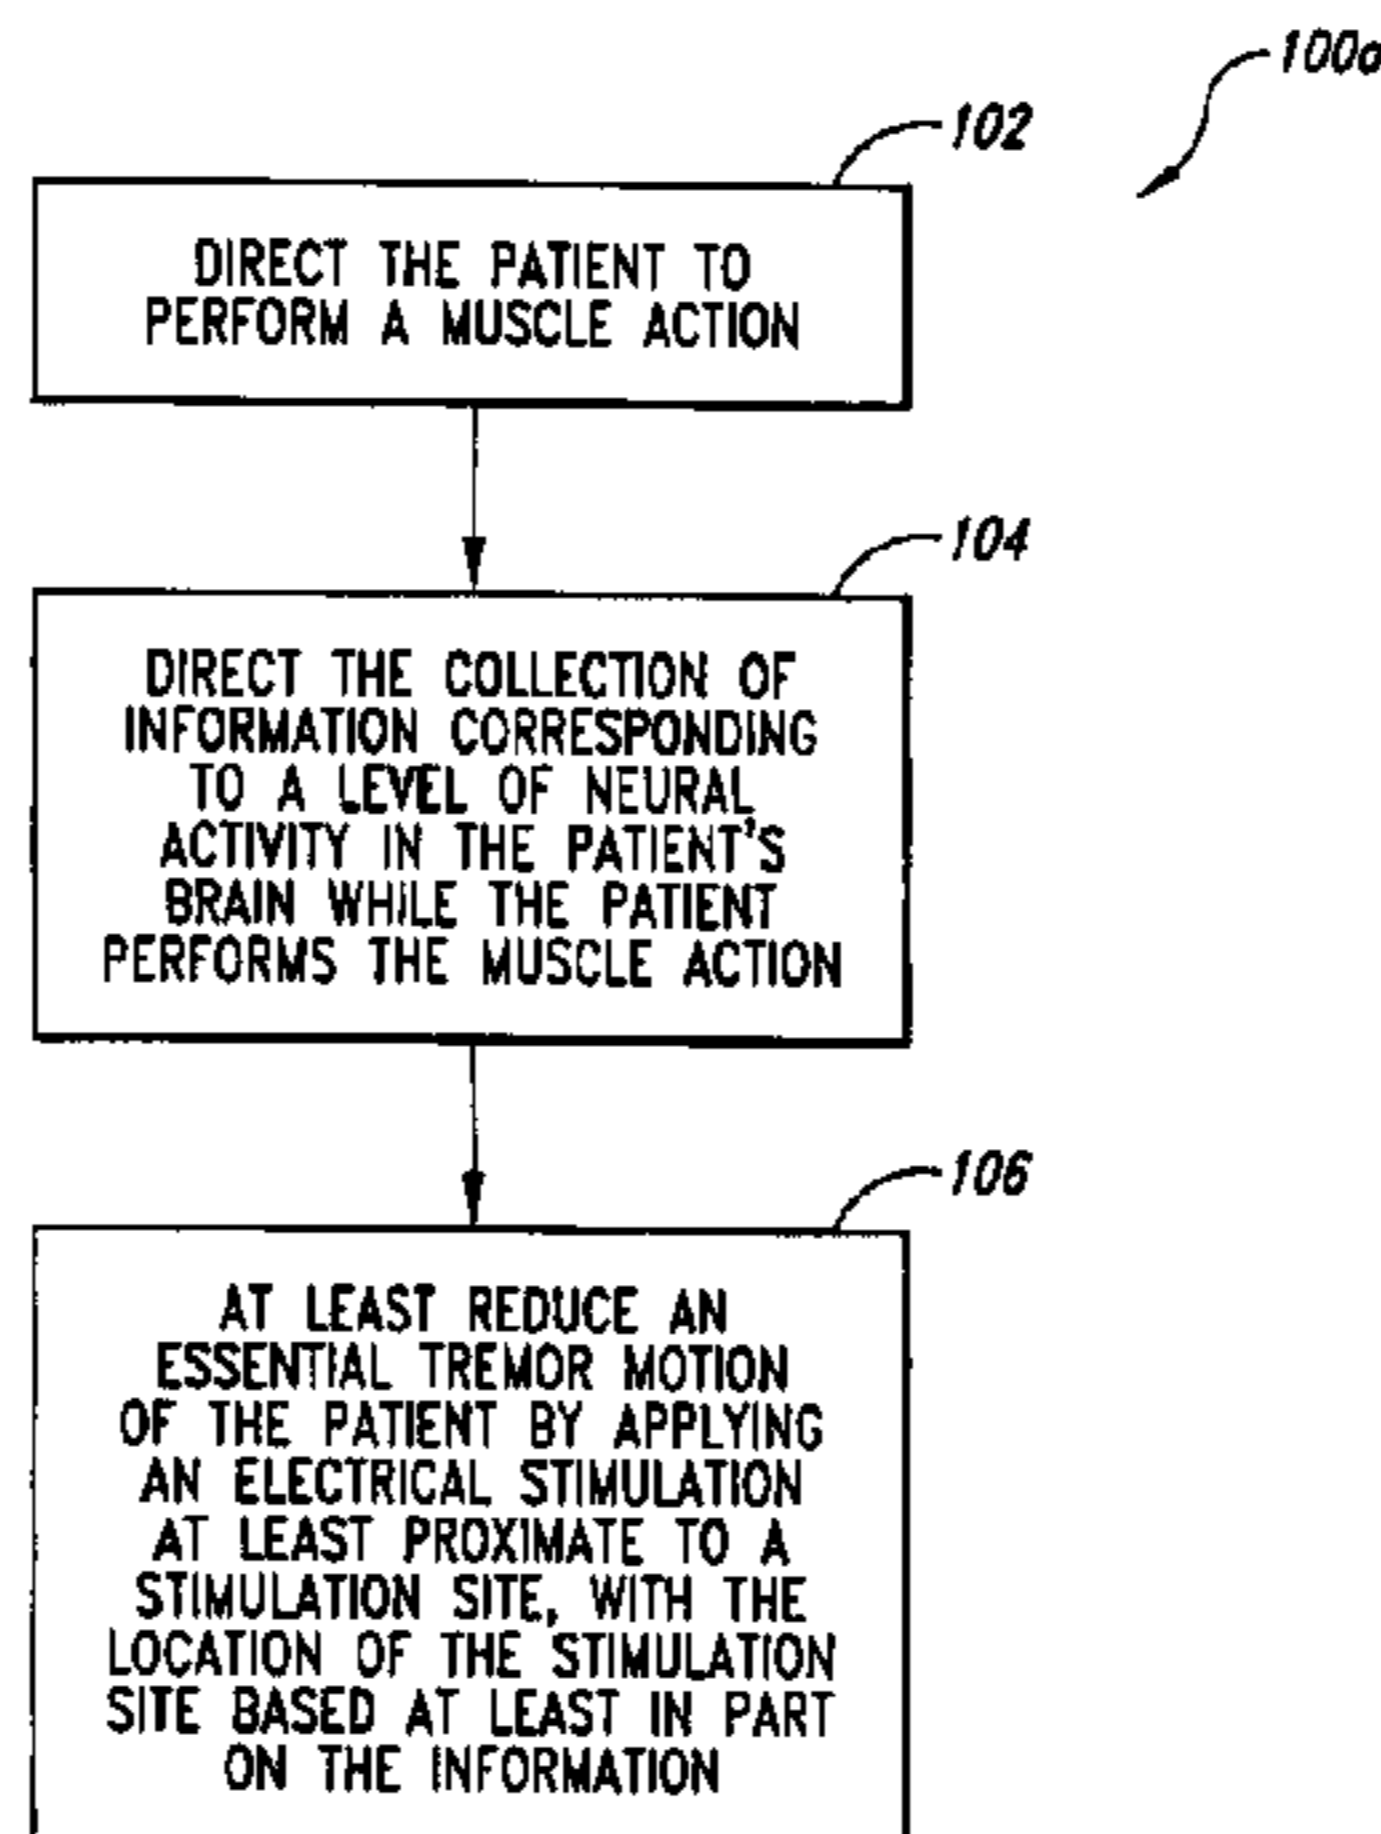 100a
102
DIRECT THE PATIENT TO
PERFORM A MUSCLE ACTION
104
DIRECT THE COLLECTION OF
INFORMATION CORRESPONDING
TO A LEVEL OF NEURAL
ACTIVITY IN THE PATIENT'S
BRAIN WHILE THE PATIENT
PERFORMS THE MUSCLE ACTION
106
AT LEAST REDUCE AN
ESSENTIAL TREMOR MOTION
OF THE PATIENT BY APPLYING
AN ELECTRICAL STIMULATION
AT LEAST PROXIMATE TO A
STIMULATION SITE, WITH THE
LOCATION OF THE STIMULATION
SITE BASED AT LEAST IN PART
ON THE INFORMATION